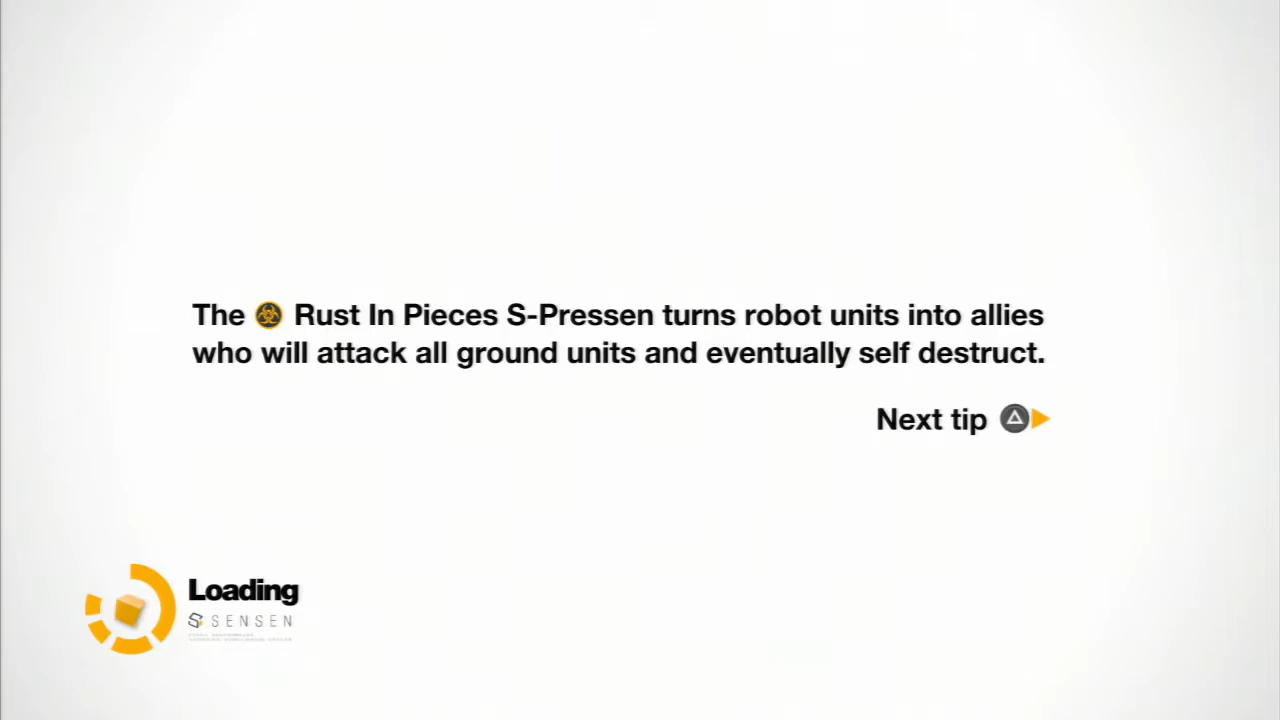 The Rust In Pieces S-Pressen turns robot units into allies
who will attack all ground units and eventually self destruct.
Next tip
Loading
SENSEN